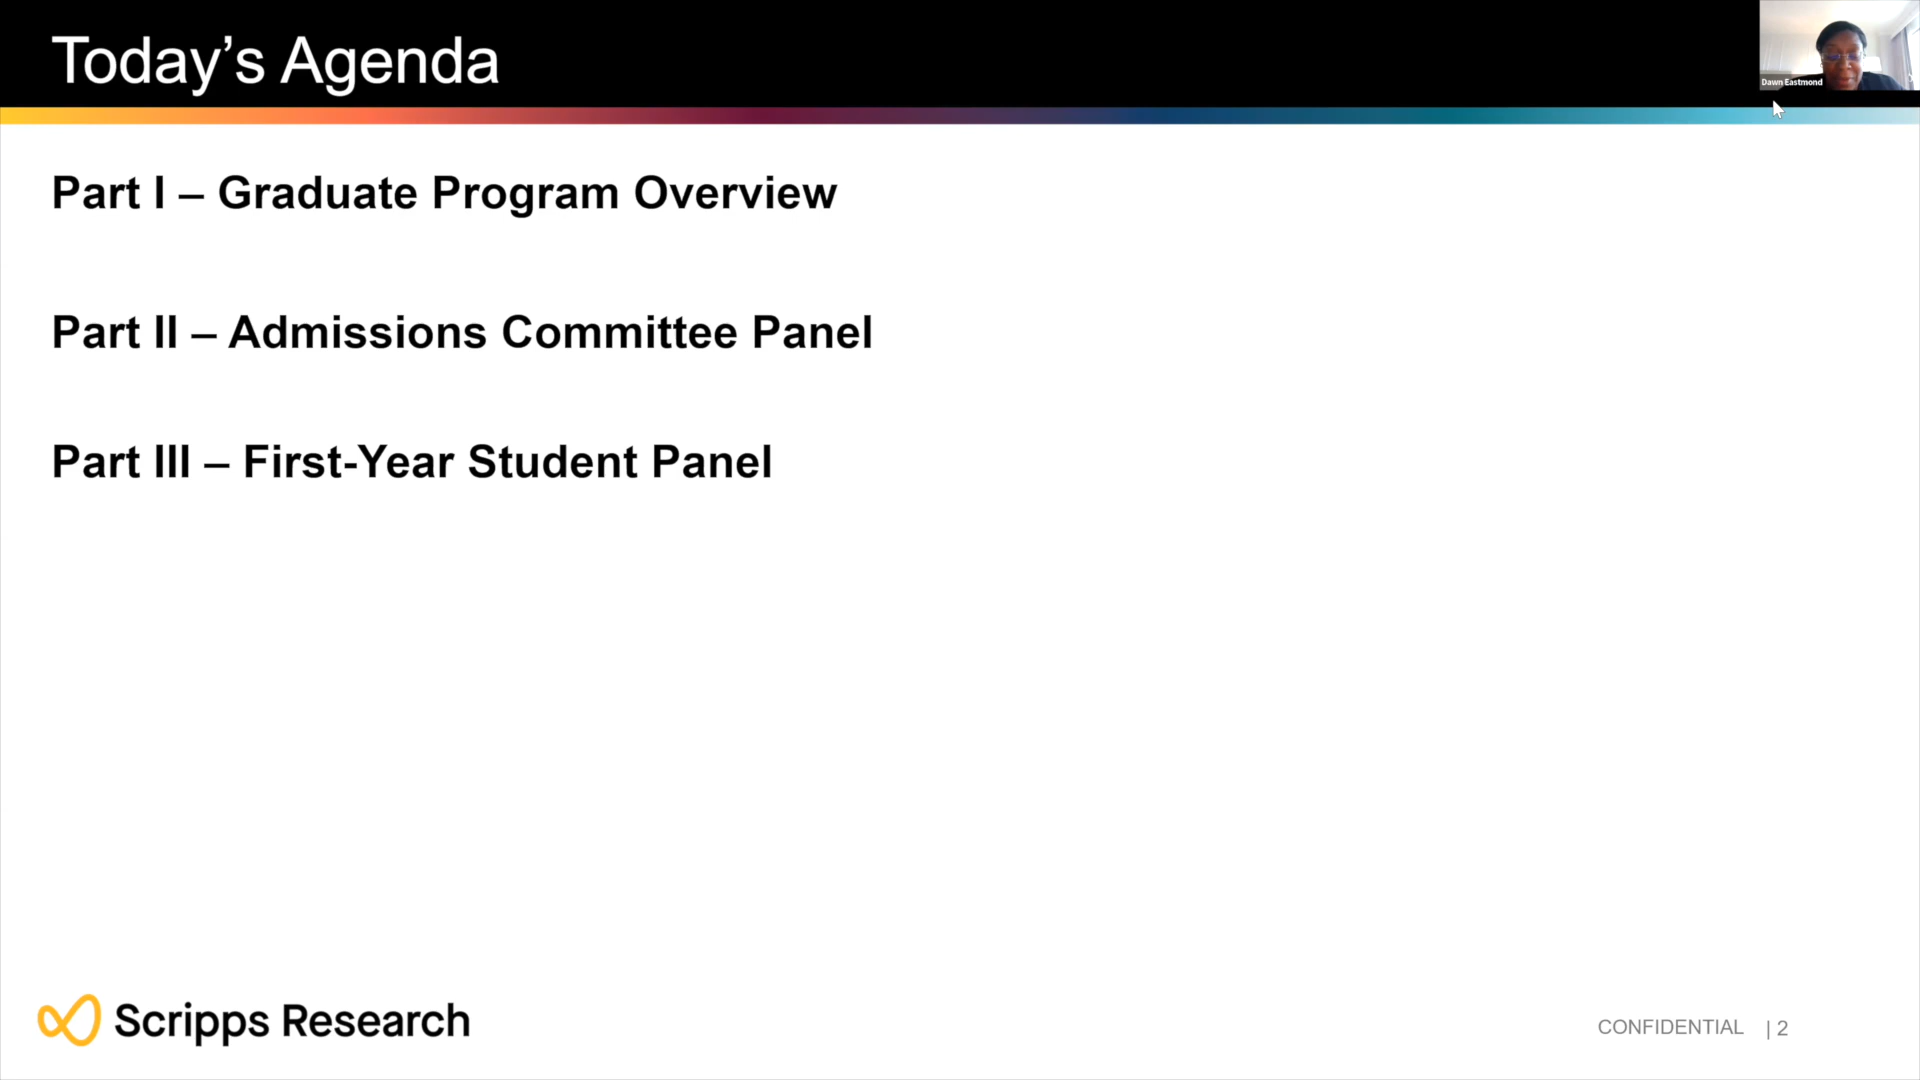 Today’s Agenda
Dawn Eastmond
Part I – Graduate Program Overview
Part II – Admissions Committee Panel
Part III – First-Year Student Panel
Scripps Research
CONFIDENTIAL | 2